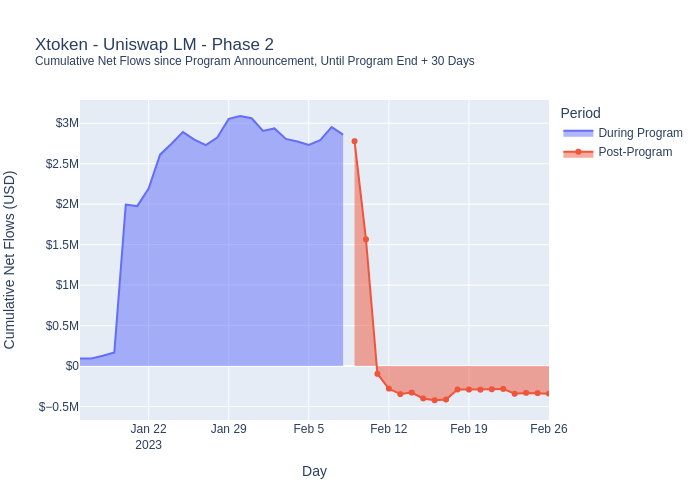 Xtoken - Uniswap LM - Phase 2
Cumulative Net Flows since Program Announcement, Until Program End + 30 Days
Period
During Program
Post-Program
Cumulative Net Flows (USD)
$3M
$2.5M
$2M
$1.5M
$1M
$0.5M
$0
$−0.5M
Jan 22
2023
Jan 29
Feb 5
Feb 12
Feb 19
Feb 26
Day